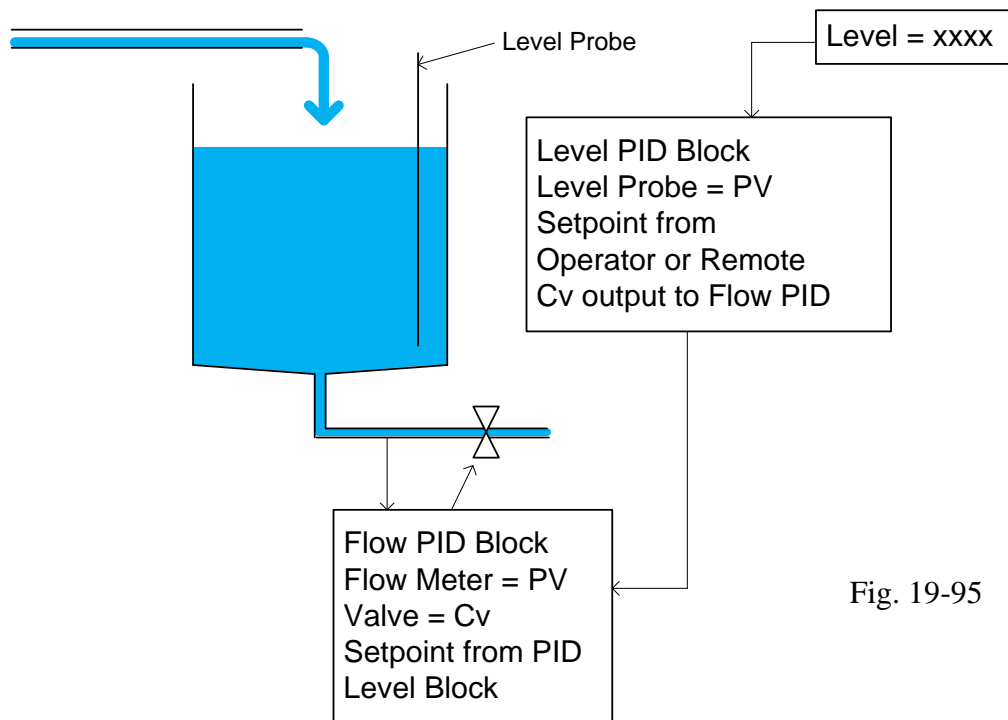 Level Probe
Level = xxxx
Level PID Block
Level Probe = PV
Setpoint from
Operator or Remote
Cv output to Flow PID
Flow PID Block
Flow Meter = PV
Valve = Cv
Setpoint from PID
Level Block
Fig. 19-95